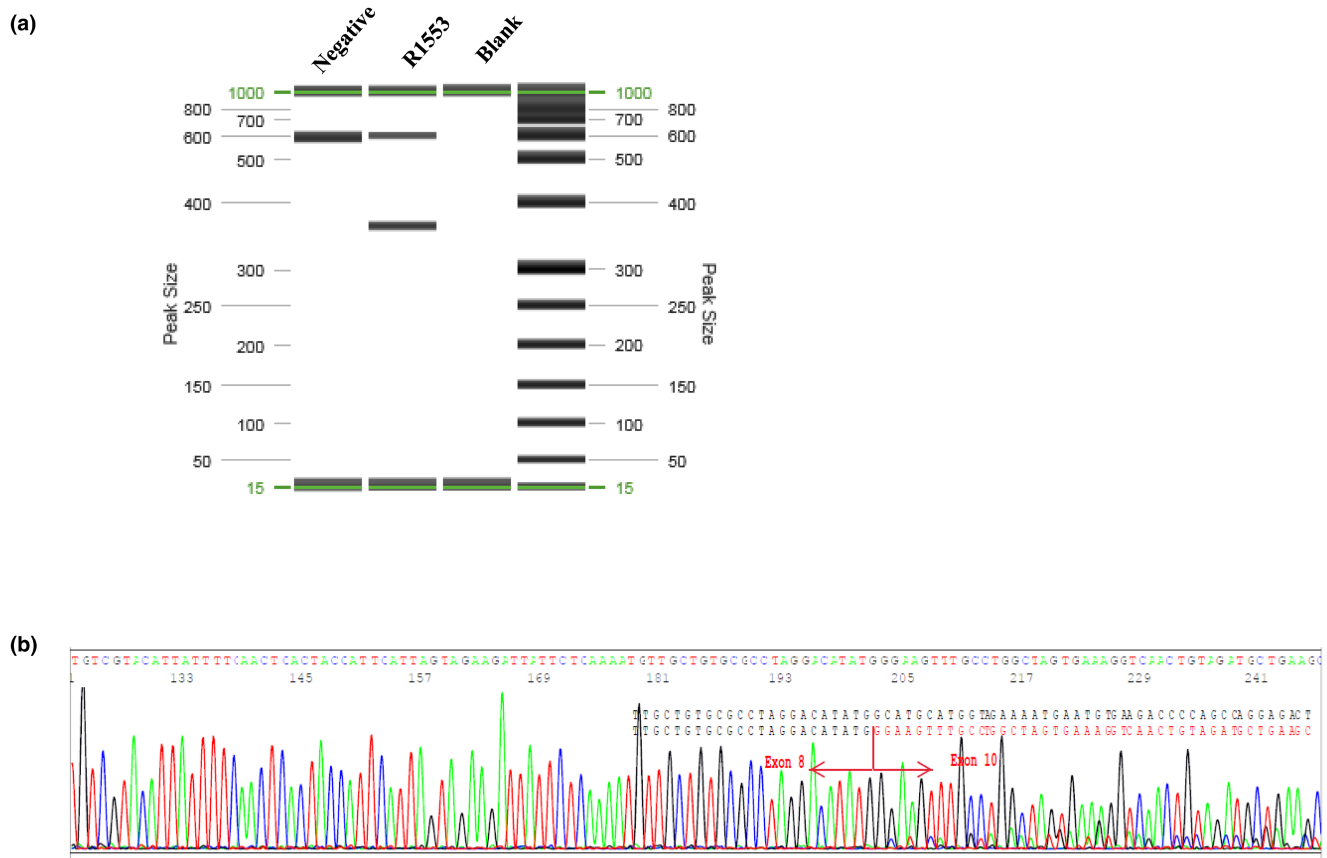 (a)
Negative R1553 Blank
1000 1000
800 800
700 700
600 600
500 500
400 400
300 300
250 250
200 200
150 150
100 100
50 50
15 15
Peak Size Peak Size
(b)
TGTCGTACATTATTTTCAACTCACTACCATTCATTAGTAGAAGATTATTCTCAAAATGTTGCTGTGCGCCTAGGACATATGGGAAGTTTGCCTGGCTAGTGAAAGGTCAACTGTAGATGCTGAAGC
1 133 145 157 169 181 193 205 217 229 241
TTGCTGTGCGCCTAGGACATATGGCATGCATGGTAGAAAATGAATGTGAAGACCCCAGCCAGGAGACT
TTGCTGTGCGCCTAGGACATATGGGAAGTTTGCCTGGCTAGTGAAAGGTCAACTGTAGATGCTGAAGC
Exon 8 Exon 10